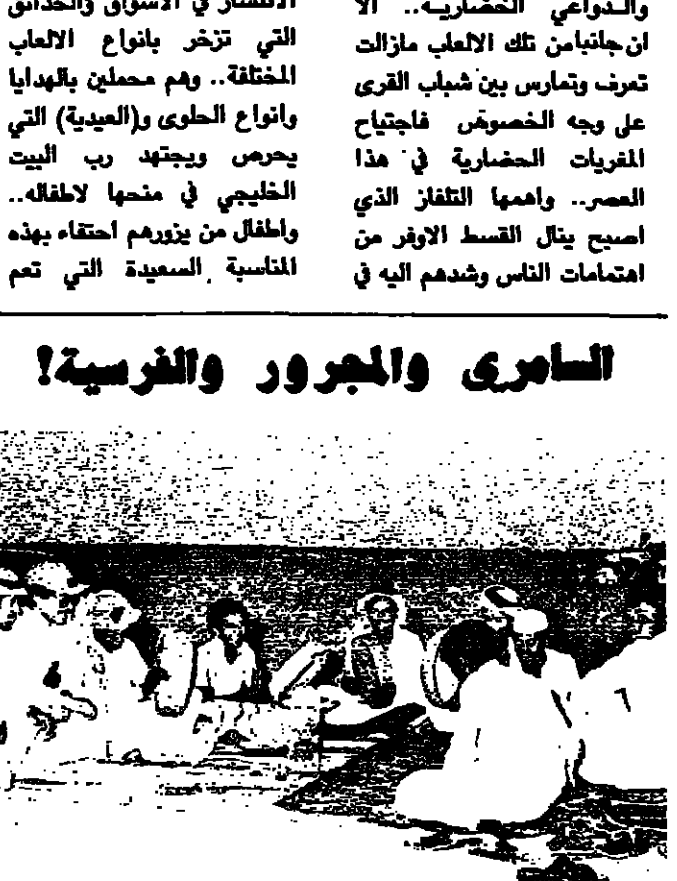 والدواعي الحضارية.. الا
ان جانبا من تلك الالعاب مازالت
تعرف وتمارس بين شباب القرى
على وجه الخصوص فاجتياح
المغريات الحضارية في هذا
العصر.. واهمها التلفاز الذي
اصبح ينال القسط الاوفر من
اهتمامات الناس وشدهم اليه في
الانتشار في الاسواق والحدائق
التي تزخر بانواع الالعاب
المختلفة.. وهم محملين بالهدايا
وانواع الحلوى و(العيدية) التي
يحرص ويجتهد رب البيت
الخليجي في منحها لاطفاله..
واطفال من يزورهم احتفاء بهذه
المناسبة السعيدة التي تعم
السامرى والمجرور والفرسية!